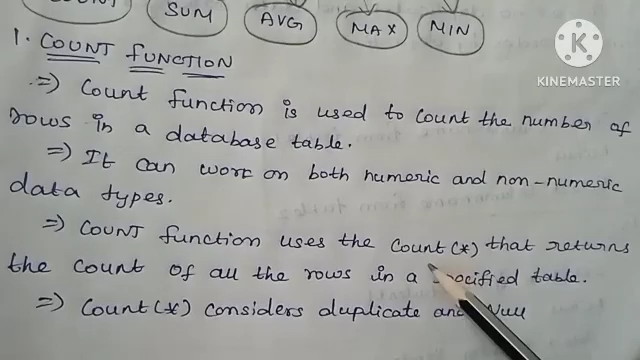 COUNT SUM AVG MAX MIN
KINEMASTER
1. COUNT FUNCTION
=> Count function is used to count the number of
rows in a database table.
=> It can work on both numeric and non-numeric
data types.
=> COUNT function uses the Count(*) that returns
the count of all the rows in a specified table.
=> Count(*) considers duplicate and Null